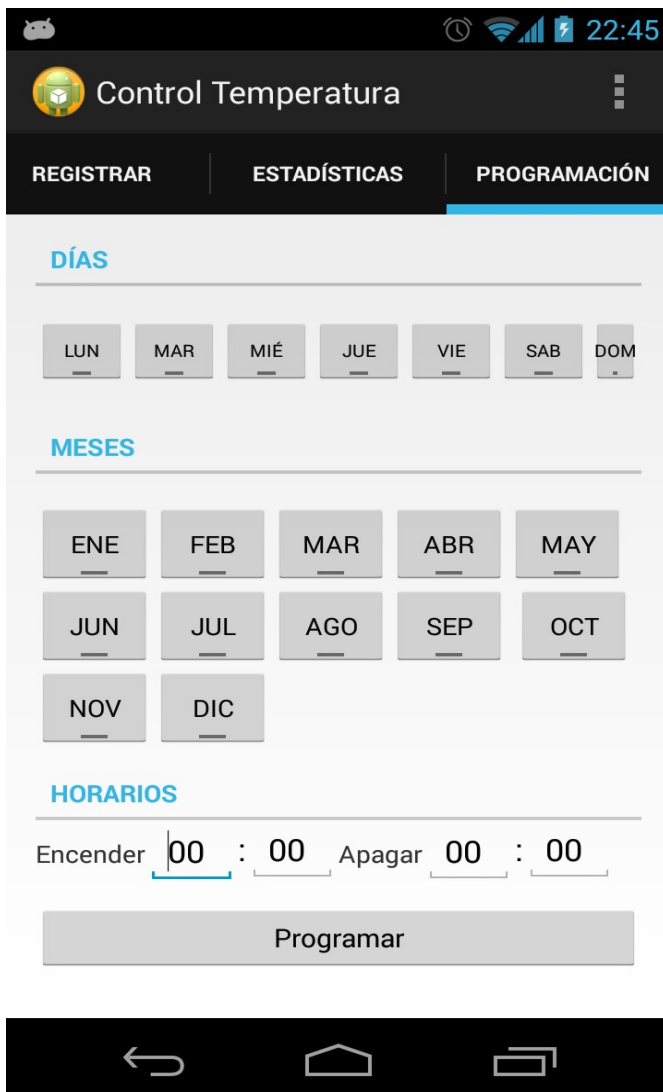 22:45
Control Temperatura
REGISTRAR ESTADÍSTICAS PROGRAMACIÓN
DÍAS
LUN MAR MIÉ JUE VIE SAB DOM
MESES
ENE FEB MAR ABR MAY
JUN JUL AGO SEP OCT
NOV DIC
HORARIOS
Encender 00 : 00 Apagar 00 : 00
Programar